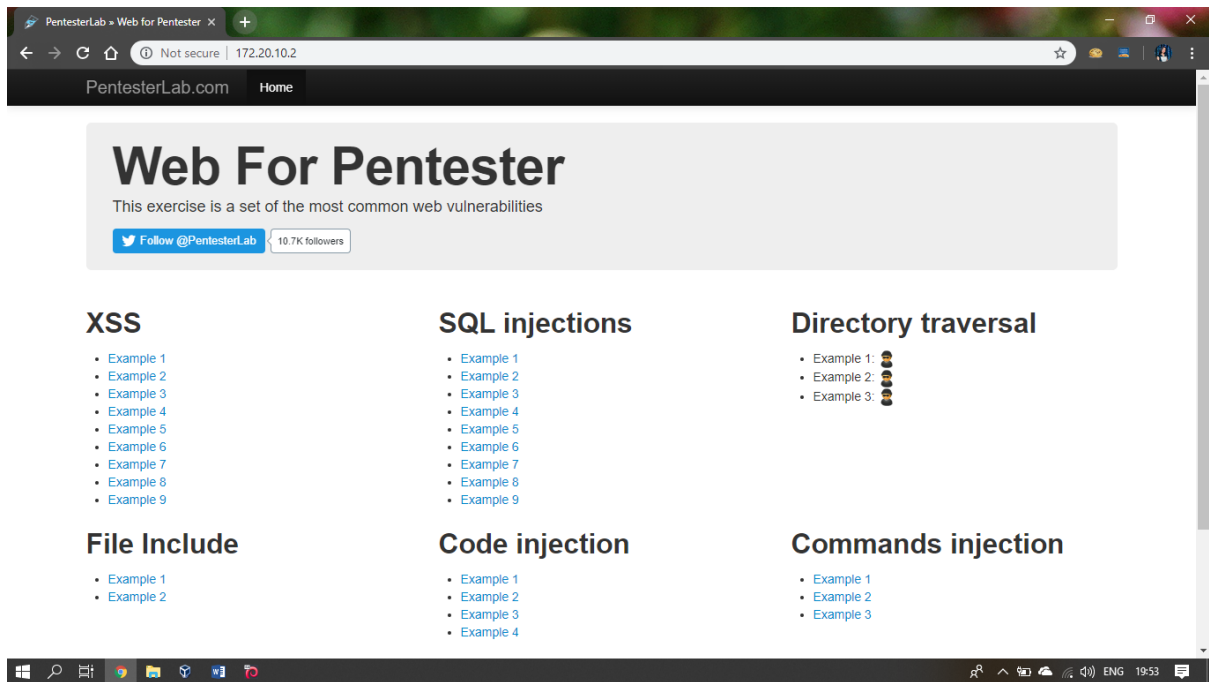 PentesterLab » Web for Pentester
Not secure | 172.20.10.2
PentesterLab.com Home
Web For Pentester
This exercise is a set of the most common web vulnerabilities
Follow @PentesterLab 10.7K followers
XSS
Example 1
Example 2
Example 3
Example 4
Example 5
Example 6
Example 7
Example 8
Example 9
SQL injections
Example 1
Example 2
Example 3
Example 4
Example 5
Example 6
Example 7
Example 8
Example 9
Directory traversal
Example 1:
Example 2:
Example 3:
File Include
Example 1
Example 2
Code injection
Example 1
Example 2
Example 3
Example 4
Commands injection
Example 1
Example 2
Example 3
ENG 19:53